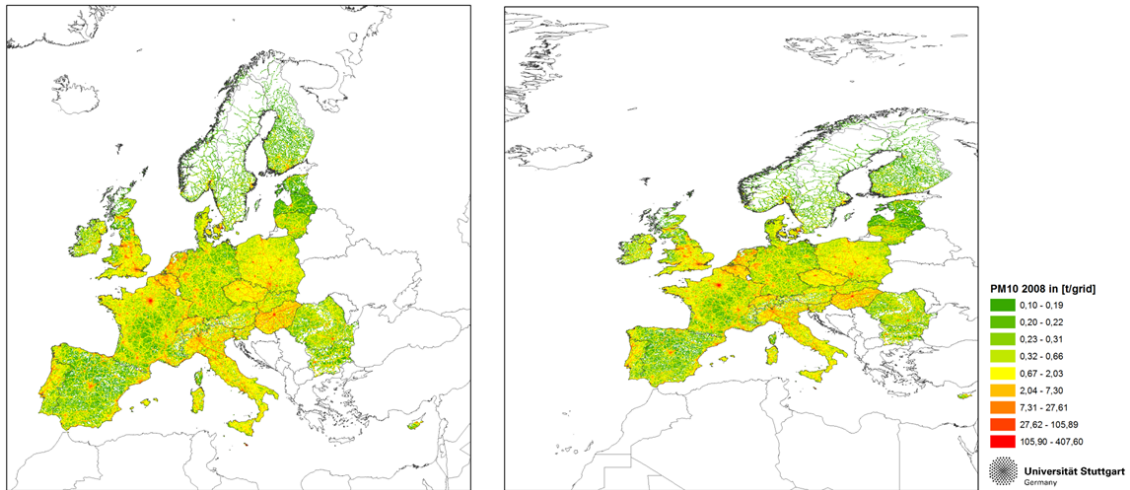 PM10 2008 in [t/grid]
0,10 - 0,19
0,20 - 0,22
0,23 - 0,31
0,32 - 0,66
0,67 - 2,03
2,04 - 7,30
7,31 - 27,61
27,62 - 105,89
105,90 - 407,60
Universität Stuttgart
Germany